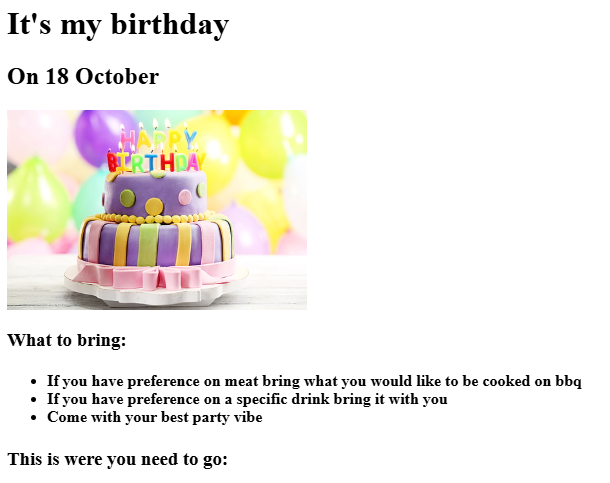 It's my birthday
On 18 October
HAPPY
BIRTHDAY
What to bring:
If you have preference on meat bring what you would like to be cooked on bbq
If you have preference on a specific drink bring it with you
Come with your best party vibe
This is were you need to go: